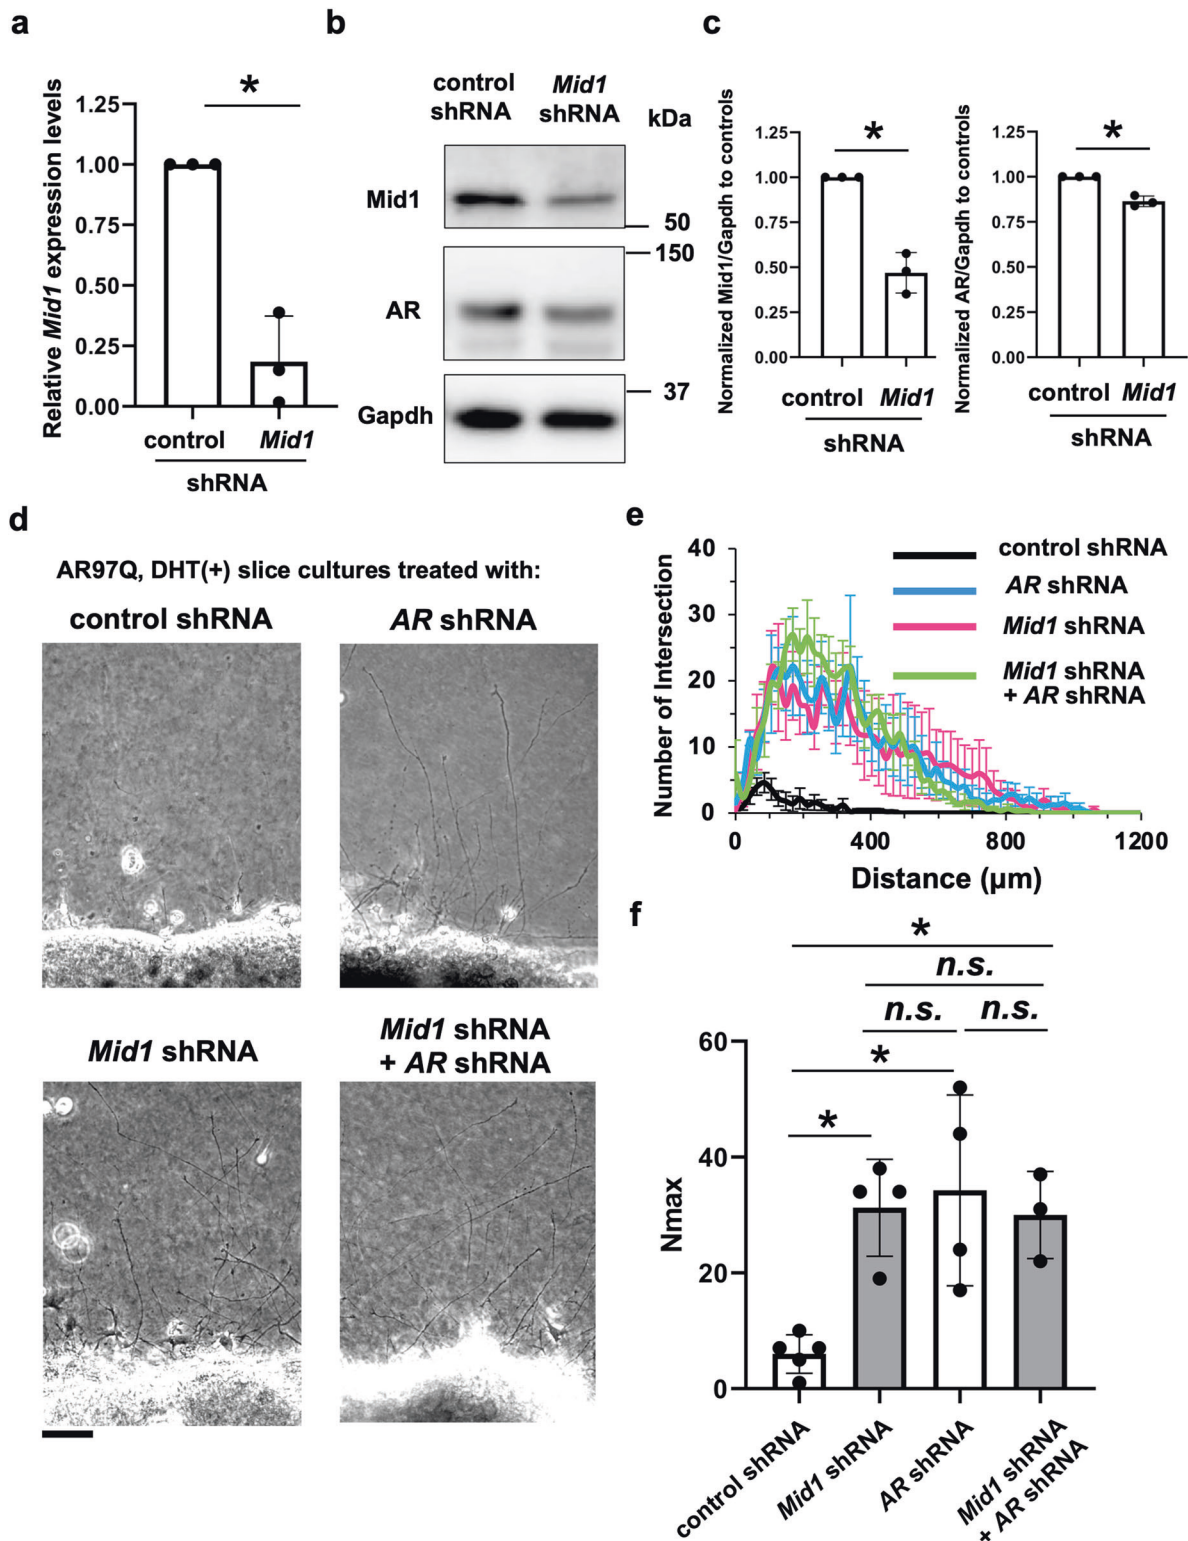 a
Relative Mid1 expression levels
1.25
1.00
0.75
0.50
0.25
0.00
*
control
Mid1
shRNA
b
control
shRNA
Mid1
shRNA
kDa
Mid1
50
150
AR
37
Gapdh
c
Normalized Mid1/Gapdh to controls
1.25
1.00
0.75
0.50
0.25
0.00
*
control
Mid1
shRNA
Normalized AR/Gapdh to controls
1.25
1.00
0.75
0.50
0.25
0.00
*
control
Mid1
shRNA
d
AR97Q, DHT(+) slice cultures treated with:
control shRNA
AR shRNA
Mid1 shRNA
Mid1 shRNA
+ AR shRNA
e
Number of Intersection
40
30
20
10
0
0
400
800
1200
Distance (µm)
control shRNA
AR shRNA
Mid1 shRNA
Mid1 shRNA
+ AR shRNA
f
*
n.s.
n.s.
n.s.
*
*
Nmax
60
40
20
0
control shRNA
Mid1 shRNA
AR shRNA
Mid1 shRNA
+ AR shRNA